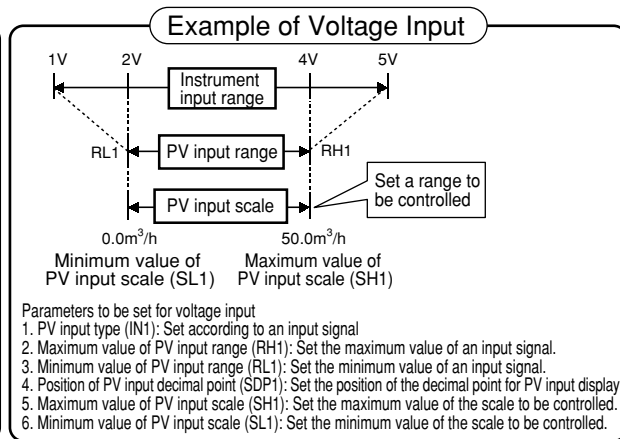 Example of Voltage Input
1V 2V 4V 5V
Instrument
input range
RL1 PV input range RH1
PV input scale
Set a range to
be controlled
0.0m³/h 50.0m³/h
Minimum value of Maximum value of
PV input scale (SL1) PV input scale (SH1)
Parameters to be set for voltage input
1. PV input type (IN1): Set according to an input signal
2. Maximum value of PV input range (RH1): Set the maximum value of an input signal.
3. Minimum value of PV input range (RL1): Set the minimum value of an input signal.
4. Position of PV input decimal point (SDP1): Set the position of the decimal point for PV input display
5. Maximum value of PV input scale (SH1): Set the maximum value of the scale to be controlled.
6. Minimum value of PV input scale (SL1): Set the minimum value of the scale to be controlled.